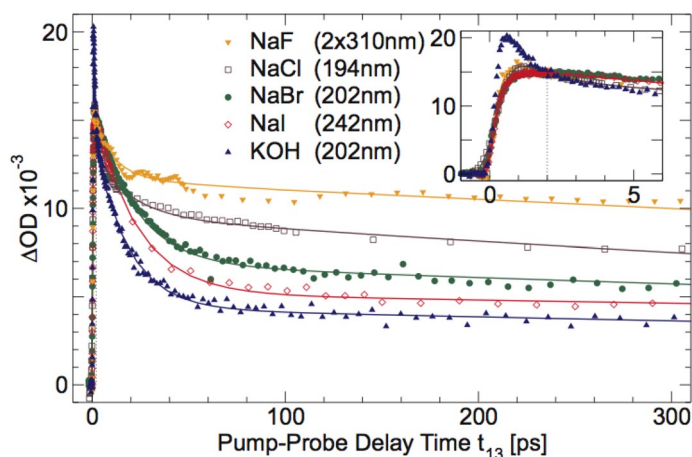 NaF (2x310nm)
NaCl (194nm)
NaBr (202nm)
NaI (242nm)
KOH (202nm)
20
10
0
ΔOD x10⁻³
0
100
200
300
Pump-Probe Delay Time t₁₃ [ps]
20
10
0
0
5